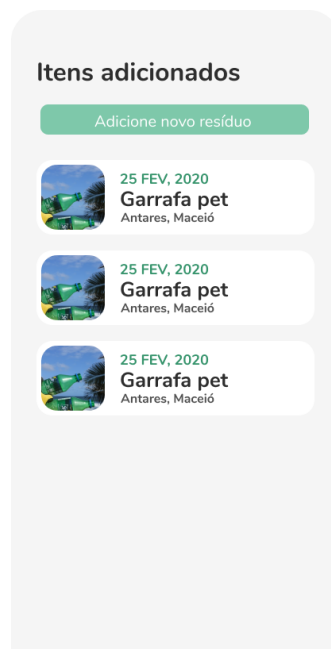 Itens adicionados
Adicione novo resíduo
25 FEV, 2020
Garrafa pet
Antares, Maceió
25 FEV, 2020
Garrafa pet
Antares, Maceió
25 FEV, 2020
Garrafa pet
Antares, Maceió